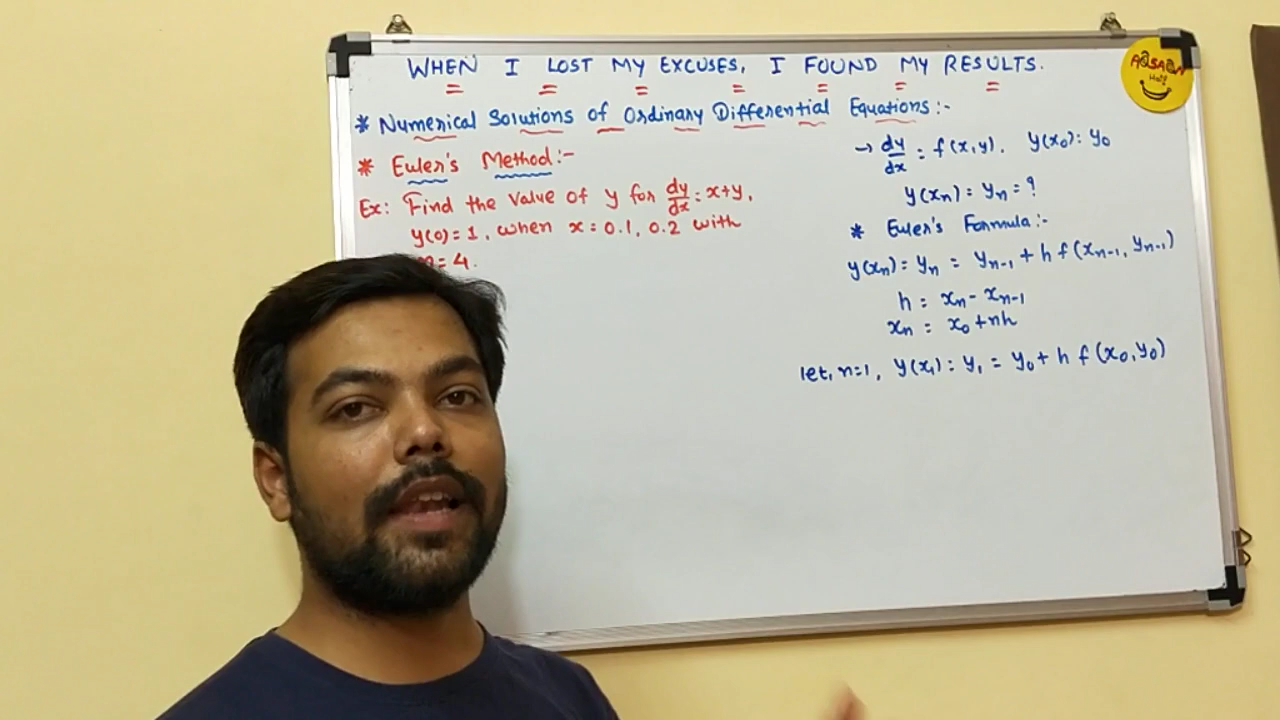 WHEN I LOST MY EXCUSES, I FOUND MY RESULTS.
* Numerical Solutions of Ordinary Differential Equations:-
* Euler's Method:-
Ex: Find the value of y for dy/dx = x+y,
y(0)=1, when x=0.1, 0.2 with
n=4.
→ dy/dx = f(x,y), y(x₀)=y₀
y(xₙ)=yₙ=?
* Euler's Formula:-
y(xₙ)=yₙ = yₙ₋₁ + h f(xₙ₋₁, yₙ₋₁)
h = xₙ - xₙ₋₁
xₙ = x₀+nh
let, n=1, y(x₁)=y₁ = y₀ + h f(x₀,y₀)